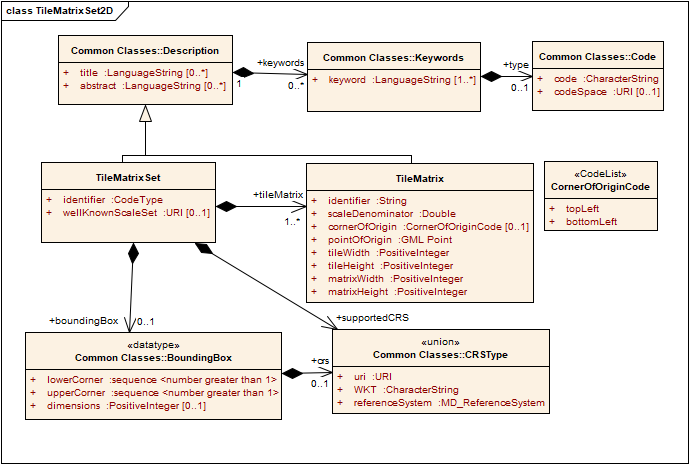 class TileMatrixSet2D
Common Classes::Description
+ title :LanguageString [0..*]
+ abstract :LanguageString [0..*]
+keywords
1
0..*
Common Classes::Keywords
+ keyword :LanguageString [1..*]
+type
0..1
Common Classes::Code
+ code :CharacterString
+ codeSpace :URI [0..1]
TileMatrixSet
+ identifier :CodeType
+ wellKnownScaleSet :URI [0..1]
+tileMatrix
1..*
TileMatrix
+ identifier :String
+ scaleDenominator :Double
+ cornerOfOrigin :CornerOfOriginCode [0..1]
+ pointOfOrigin :GML Point
+ tileWidth :PositiveInteger
+ tileHeight :PositiveInteger
+ matrixWidth :PositiveInteger
+ matrixHeight :PositiveInteger
«CodeList»
CornerOfOriginCode
+ topLeft
+ bottomLeft
+boundingBox
0..1
+supportedCRS
«datatype»
Common Classes::BoundingBox
+ lowerCorner :sequence <number greater than 1>
+ upperCorner :sequence <number greater than 1>
+ dimensions :PositiveInteger [0..1]
+crs
0..1
«union»
Common Classes::CRSType
+ uri :URI
+ WKT :CharacterString
+ referenceSystem :MD_ReferenceSystem